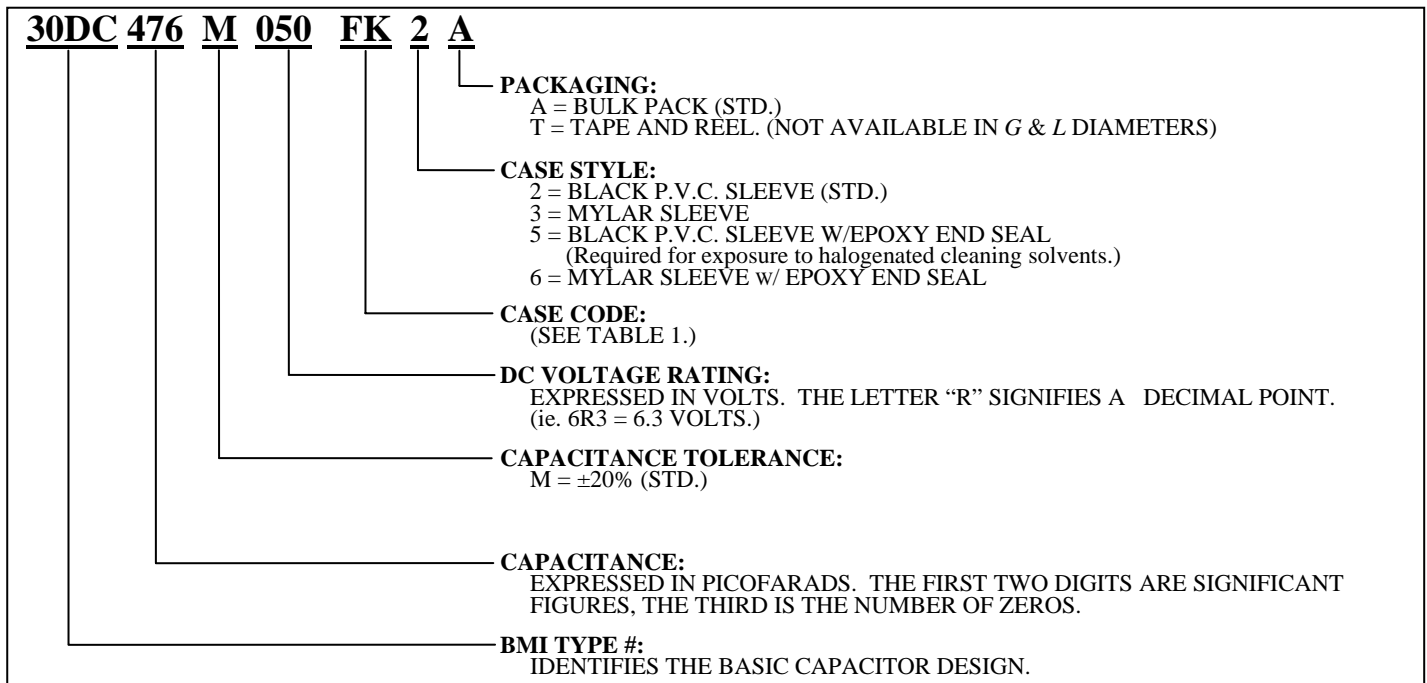 30DC 476 M 050 FK 2 A
PACKAGING:
A = BULK PACK (STD.)
T = TAPE AND REEL. (NOT AVAILABLE IN G & L DIAMETERS)
CASE STYLE:
2 = BLACK P.V.C. SLEEVE (STD.)
3 = MYLAR SLEEVE
5 = BLACK P.V.C. SLEEVE W/EPOXY END SEAL
(Required for exposure to halogenated cleaning solvents.)
6 = MYLAR SLEEVE w/ EPOXY END SEAL
CASE CODE:
(SEE TABLE 1.)
DC VOLTAGE RATING:
EXPRESSED IN VOLTS. THE LETTER “R” SIGNIFIES A DECIMAL POINT.
(ie. 6R3 = 6.3 VOLTS.)
CAPACITANCE TOLERANCE:
M = ±20% (STD.)
CAPACITANCE:
EXPRESSED IN PICOFARADS. THE FIRST TWO DIGITS ARE SIGNIFICANT
FIGURES, THE THIRD IS THE NUMBER OF ZEROS.
BMI TYPE #:
IDENTIFIES THE BASIC CAPACITOR DESIGN.